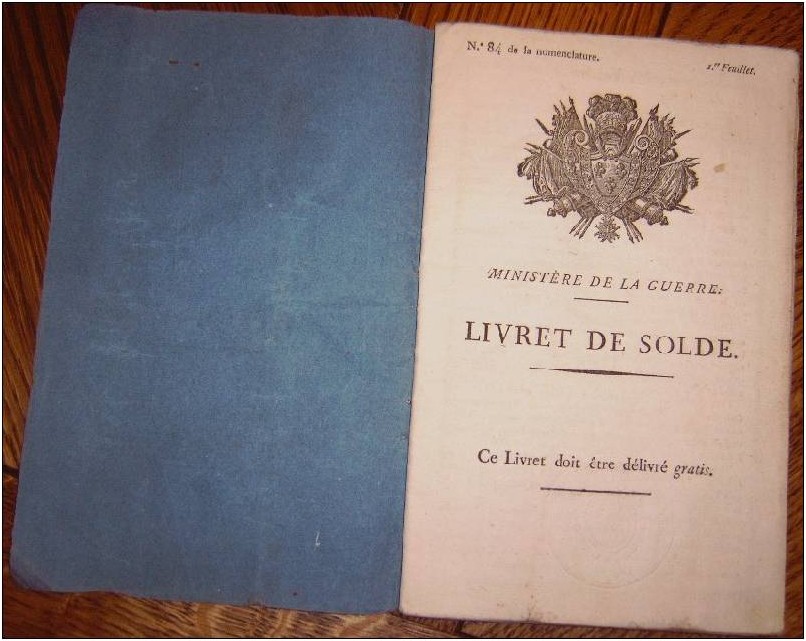 N.º 84 de la nomenclature.
1.er Feuillet.
MINISTÈRE DE LA GUERRE.
LIVRET DE SOLDE.
Ce Livret doit être délivré gratis.